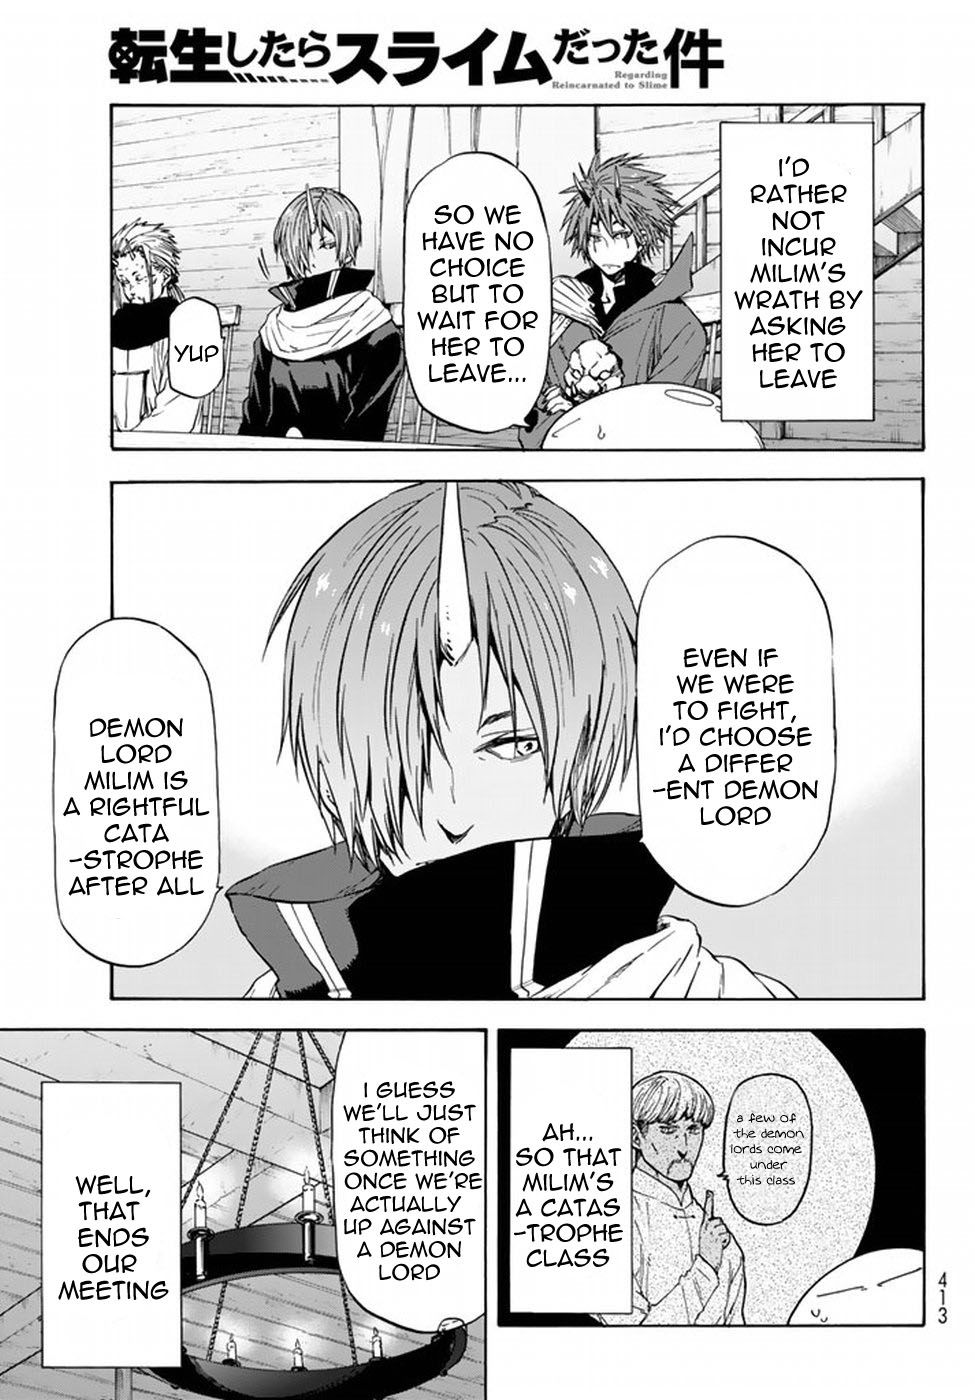 転生したらスライムだった件
Regarding
Reincarnated to Slime
I'D
RATHER
NOT
INCUR
MILIM'S
WRATH BY
ASKING
HER TO
LEAVE
SO WE
HAVE NO
CHOICE
BUT TO
WAIT FOR
HER TO
LEAVE...
YUP
EVEN IF
WE WERE
TO FIGHT,
I'D CHOOSE
A DIFFER
-ENT DEMON
LORD
DEMON
LORD
MILIM IS
A RIGHTFUL
CATA
-STROPHE
AFTER ALL
a few of
the demon
lords come
under
this class
AH...
SO THAT
MILIM'S
A CATAS
-TROPHE
CLASS
I GUESS
WE'LL JUST
THINK OF
SOMETHING
ONCE WE'RE
ACTUALLY
UP AGAINST
A DEMON
LORD
WELL,
THAT
ENDS
OUR
MEETING
413